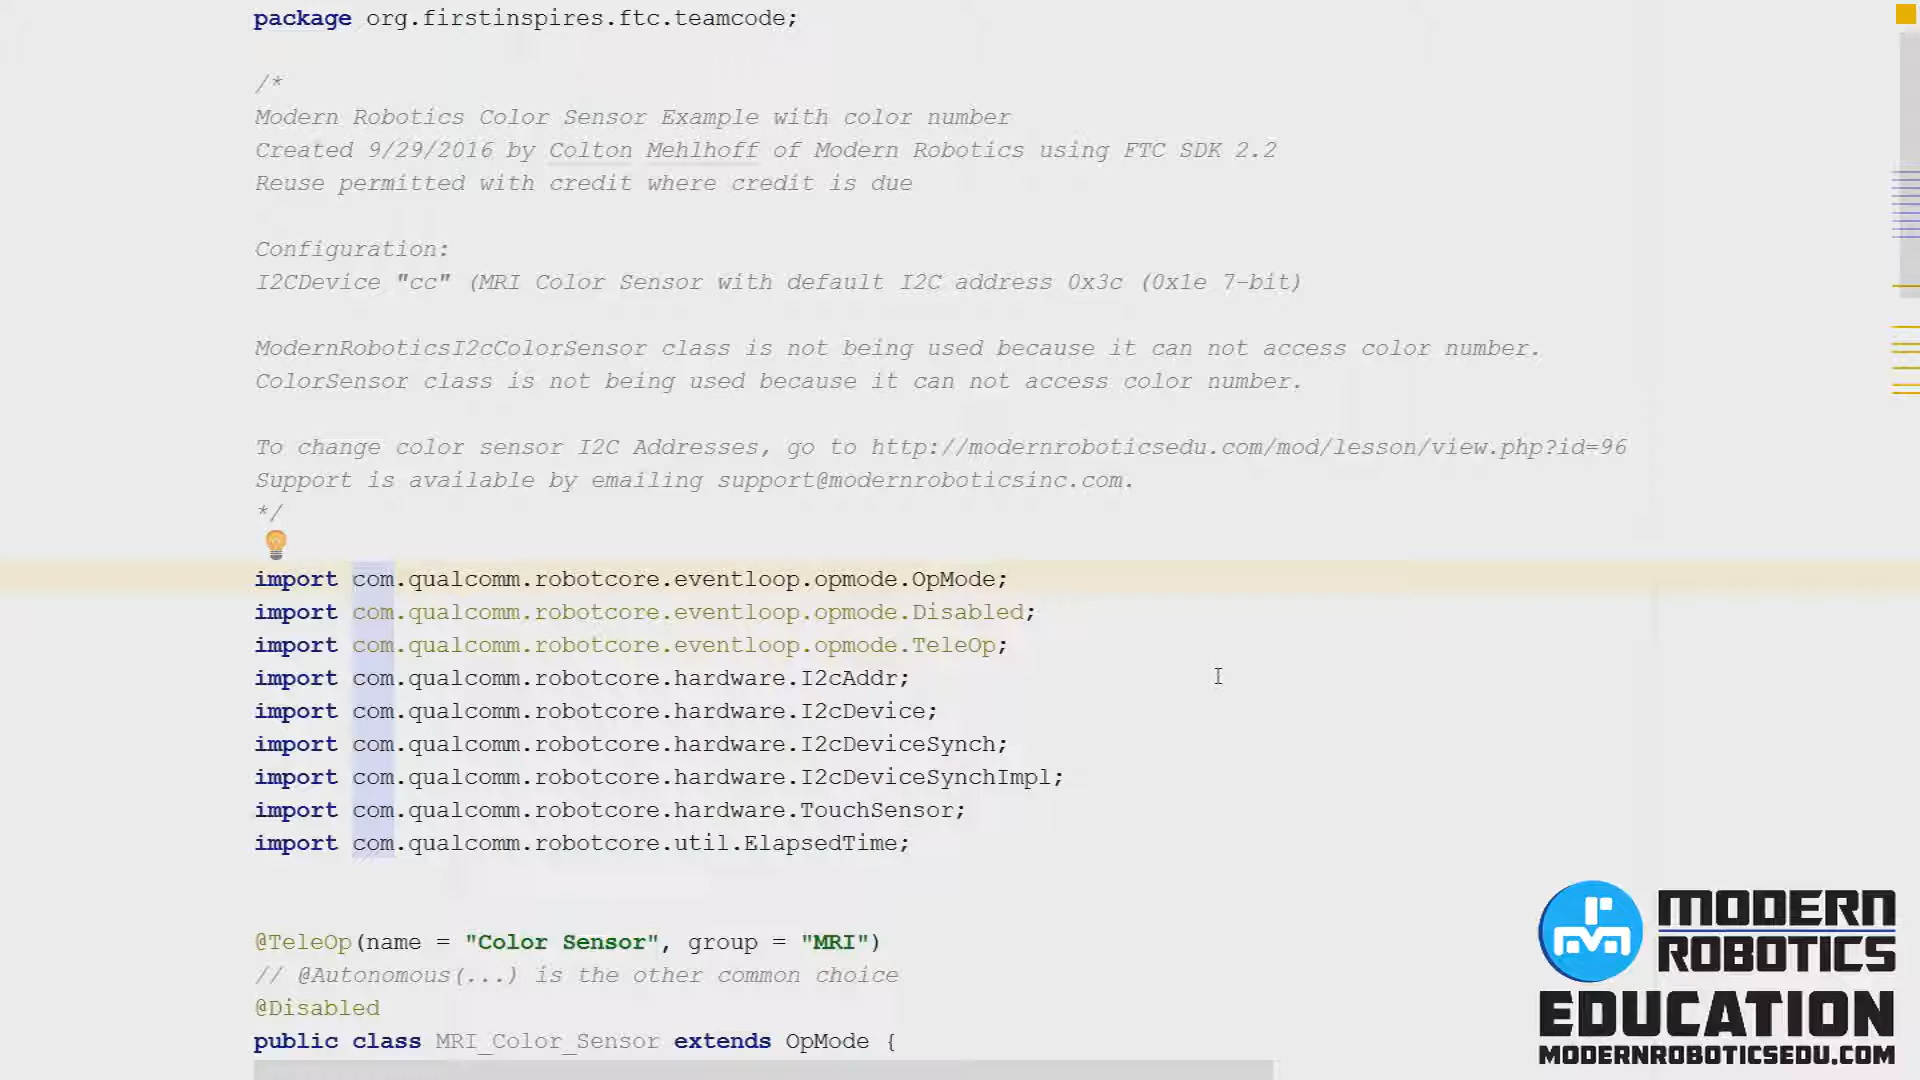 package org.firstinspires.ftc.teamcode;
/*
Modern Robotics Color Sensor Example with color number
Created 9/29/2016 by Colton Mehlhoff of Modern Robotics using FTC SDK 2.2
Reuse permitted with credit where credit is due
Configuration:
I2CDevice "cc" (MRI Color Sensor with default I2C address 0x3c (0x1e 7-bit)
ModernRoboticsI2cColorSensor class is not being used because it can not access color number.
ColorSensor class is not being used because it can not access color number.
To change color sensor I2C Addresses, go to http://modernroboticsedu.com/mod/lesson/view.php?id=96
Support is available by emailing support@modernroboticsinc.com.
*/
import com.qualcomm.robotcore.eventloop.opmode.OpMode;
import com.qualcomm.robotcore.eventloop.opmode.Disabled;
import com.qualcomm.robotcore.eventloop.opmode.TeleOp;
import com.qualcomm.robotcore.hardware.I2cAddr;
import com.qualcomm.robotcore.hardware.I2cDevice;
import com.qualcomm.robotcore.hardware.I2cDeviceSynch;
import com.qualcomm.robotcore.hardware.I2cDeviceSynchImpl;
import com.qualcomm.robotcore.hardware.TouchSensor;
import com.qualcomm.robotcore.util.ElapsedTime;
@TeleOp(name = "Color Sensor", group = "MRI")
// @Autonomous(...) is the other common choice
@Disabled
public class MRI_Color_Sensor extends OpMode {
MODERN
ROBOTICS
EDUCATION
MODERNROBOTICSEDU.COM